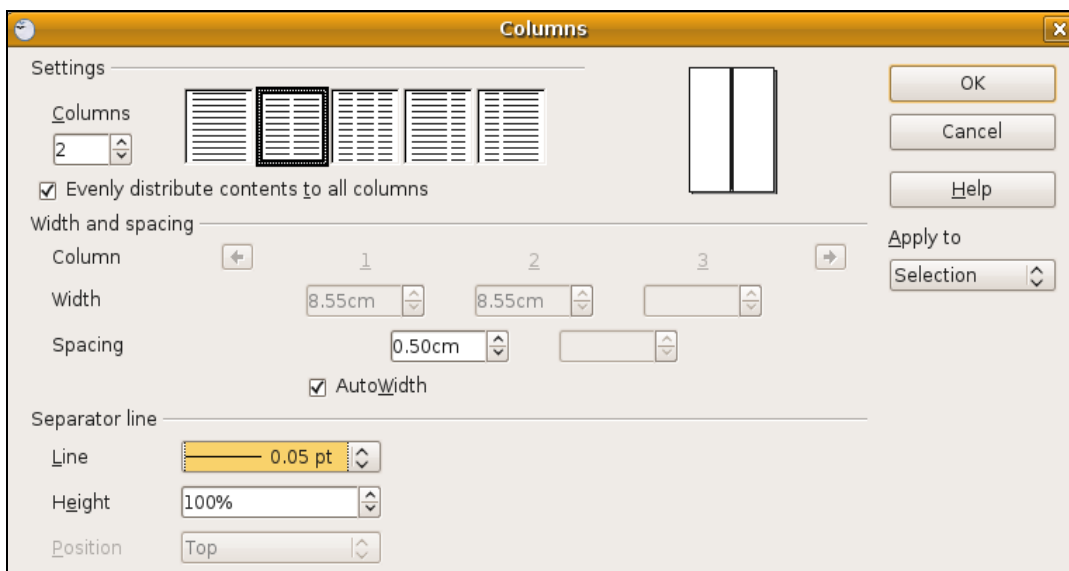 Columns
Settings
OK
Columns
Cancel
2
Evenly distribute contents to all columns
Help
Width and spacing
Apply to
Column 1 2 3
Selection
Width 8.55cm 8.55cm
Spacing 0.50cm
AutoWidth
Separator line
Line 0.05 pt
Height 100%
Position Top